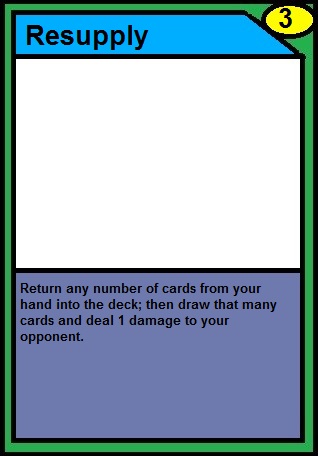 Resupply
3
Return any number of cards from your
hand into the deck; then draw that many
cards and deal 1 damage to your
opponent.